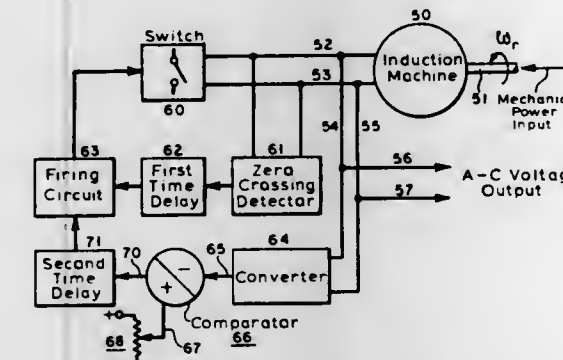 50
Switch
52
ωr
Induction
Machine
53
51
Mechanic
Power
Input
60
54
55
63
62
61
56
Firing
Circuit
First
Time
Delay
Zero
Crossing
Detector
57
A-C Voltag
Output
71
64
Second
Time
Delay
70
-
+
65
Converter
Comparator
66
+
68
67